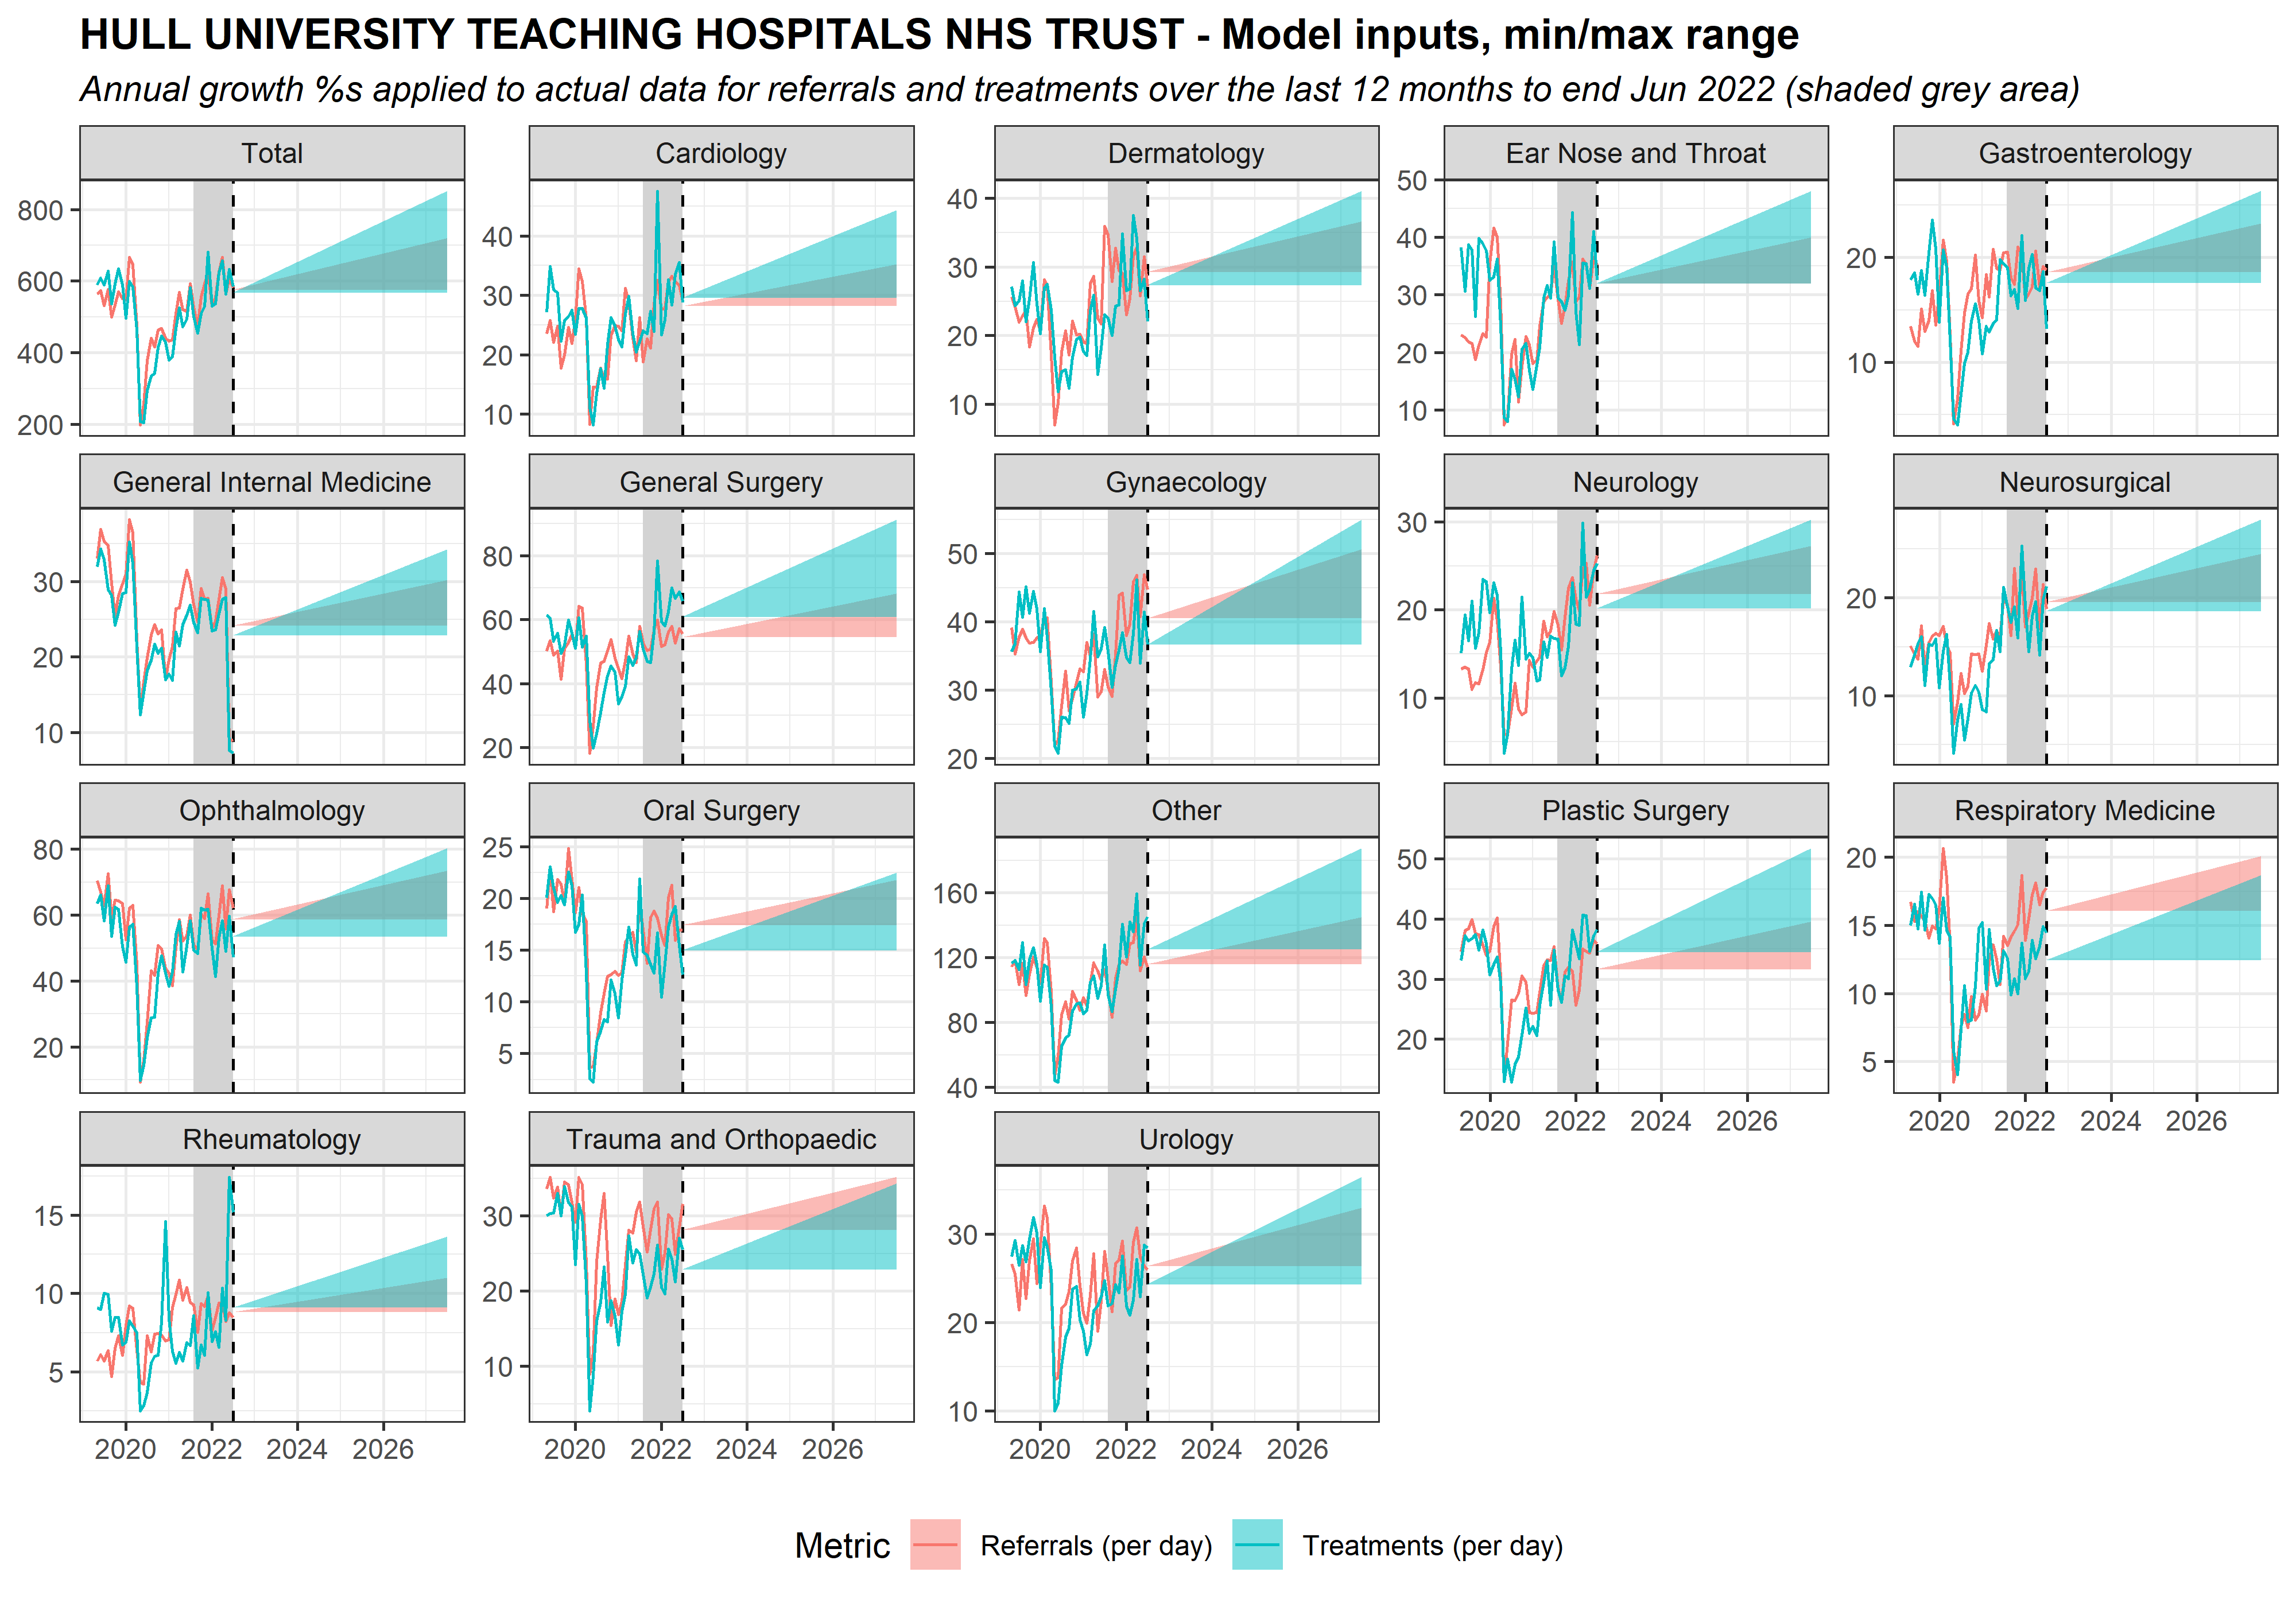 HULL UNIVERSITY TEACHING HOSPITALS NHS TRUST - Model inputs, min/max range
Annual growth %s applied to actual data for referrals and treatments over the last 12 months to end Jun 2022 (shaded grey area)
Total
800
600
400
200
Cardiology
40
30
20
10
Dermatology
40
30
20
10
Ear Nose and Throat
50
40
30
20
10
Gastroenterology
20
10
General Internal Medicine
30
20
10
General Surgery
80
60
40
20
Gynaecology
50
40
30
20
Neurology
30
20
10
Neurosurgical
20
10
Ophthalmology
80
60
40
20
Oral Surgery
25
20
15
10
5
Other
160
120
80
40
Plastic Surgery
50
40
30
20
2020 2022 2024 2026
Respiratory Medicine
20
15
10
5
2020 2022 2024 2026
Rheumatology
15
10
5
2020 2022 2024 2026
Trauma and Orthopaedic
30
20
10
2020 2022 2024 2026
Urology
30
20
10
2020 2022 2024 2026
Metric Referrals (per day) Treatments (per day)